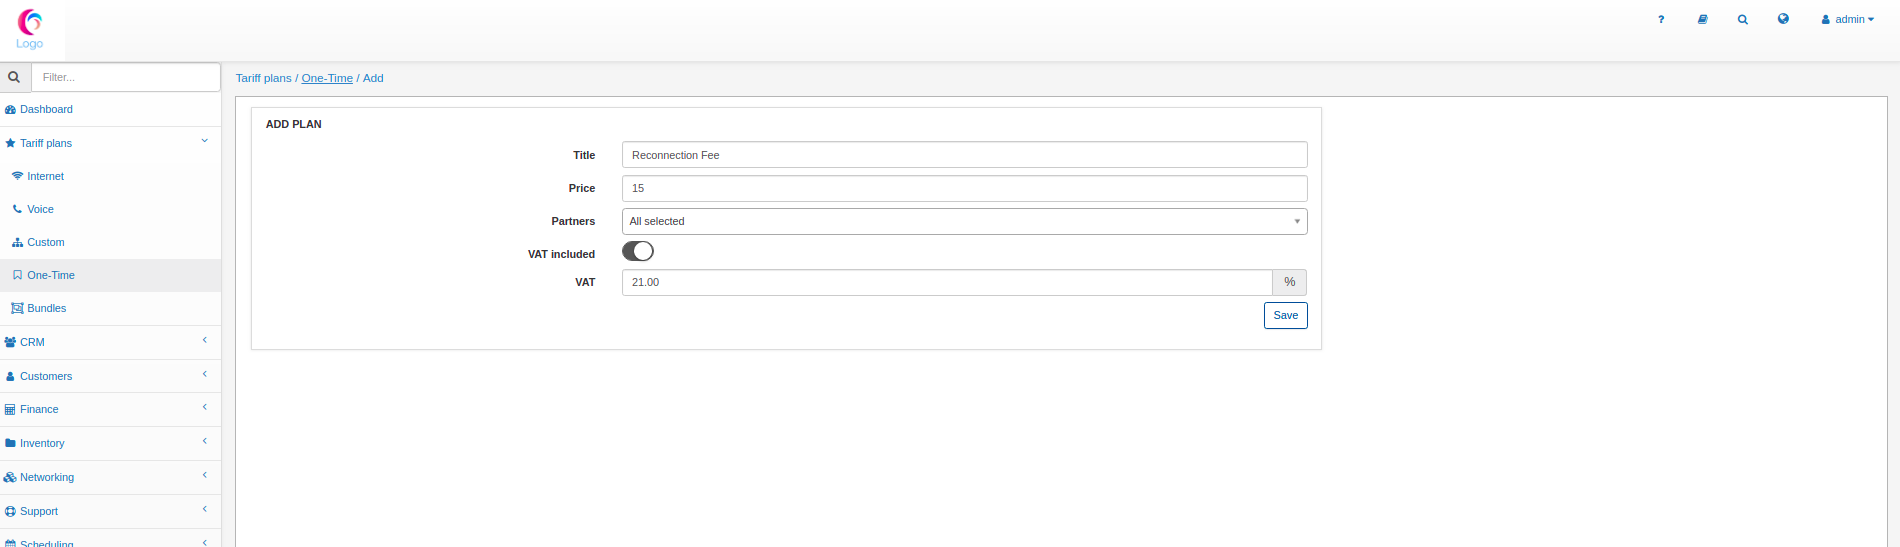 Logo
? admin
Filter...
Tariff plans / One-Time / Add
Dashboard
Tariff plans
Internet
Voice
Custom
One-Time
Bundles
CRM
Customers
Finance
Inventory
Networking
Support
Scheduling
ADD PLAN
Title Reconnection Fee
Price 15
Partners All selected
VAT included
VAT 21.00 %
Save